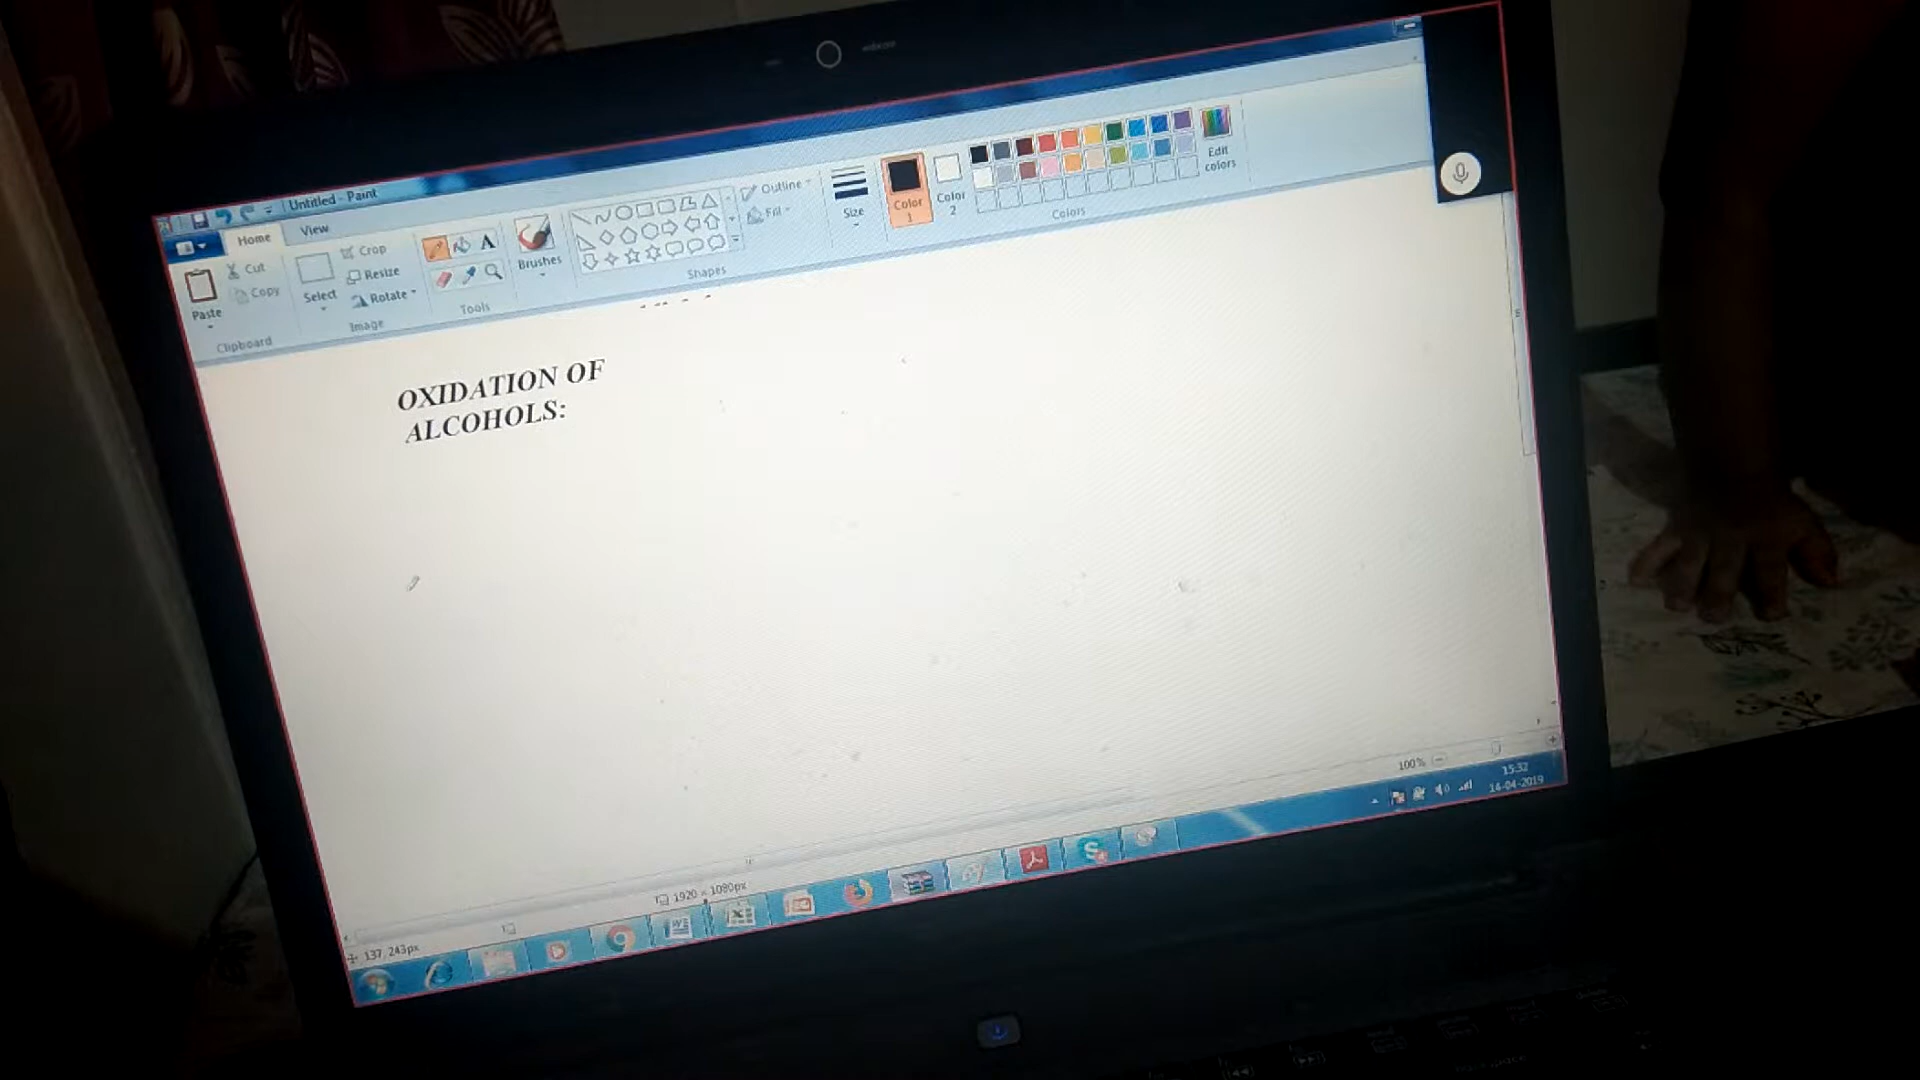 Untitled - Paint
Home
View
Paste
Cut
Copy
Clipboard
Select
Crop
Resize
Rotate
Image
A
Tools
Brushes
Shapes
Outline
Fill
Size
Color
1
Color
2
Colors
Edit
colors
OXIDATION OF
ALCOHOLS:
100%
137, 243px
1920 × 1080px
15:32
14-04-2019